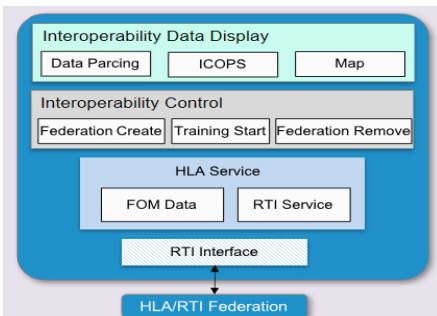 Interoperability Data Display
Data Parcing ICOPS Map
Interoperability Control
Federation Create Training Start Federation Remove
HLA Service
FOM Data RTI Service
RTI Interface
HLA/RTI Federation